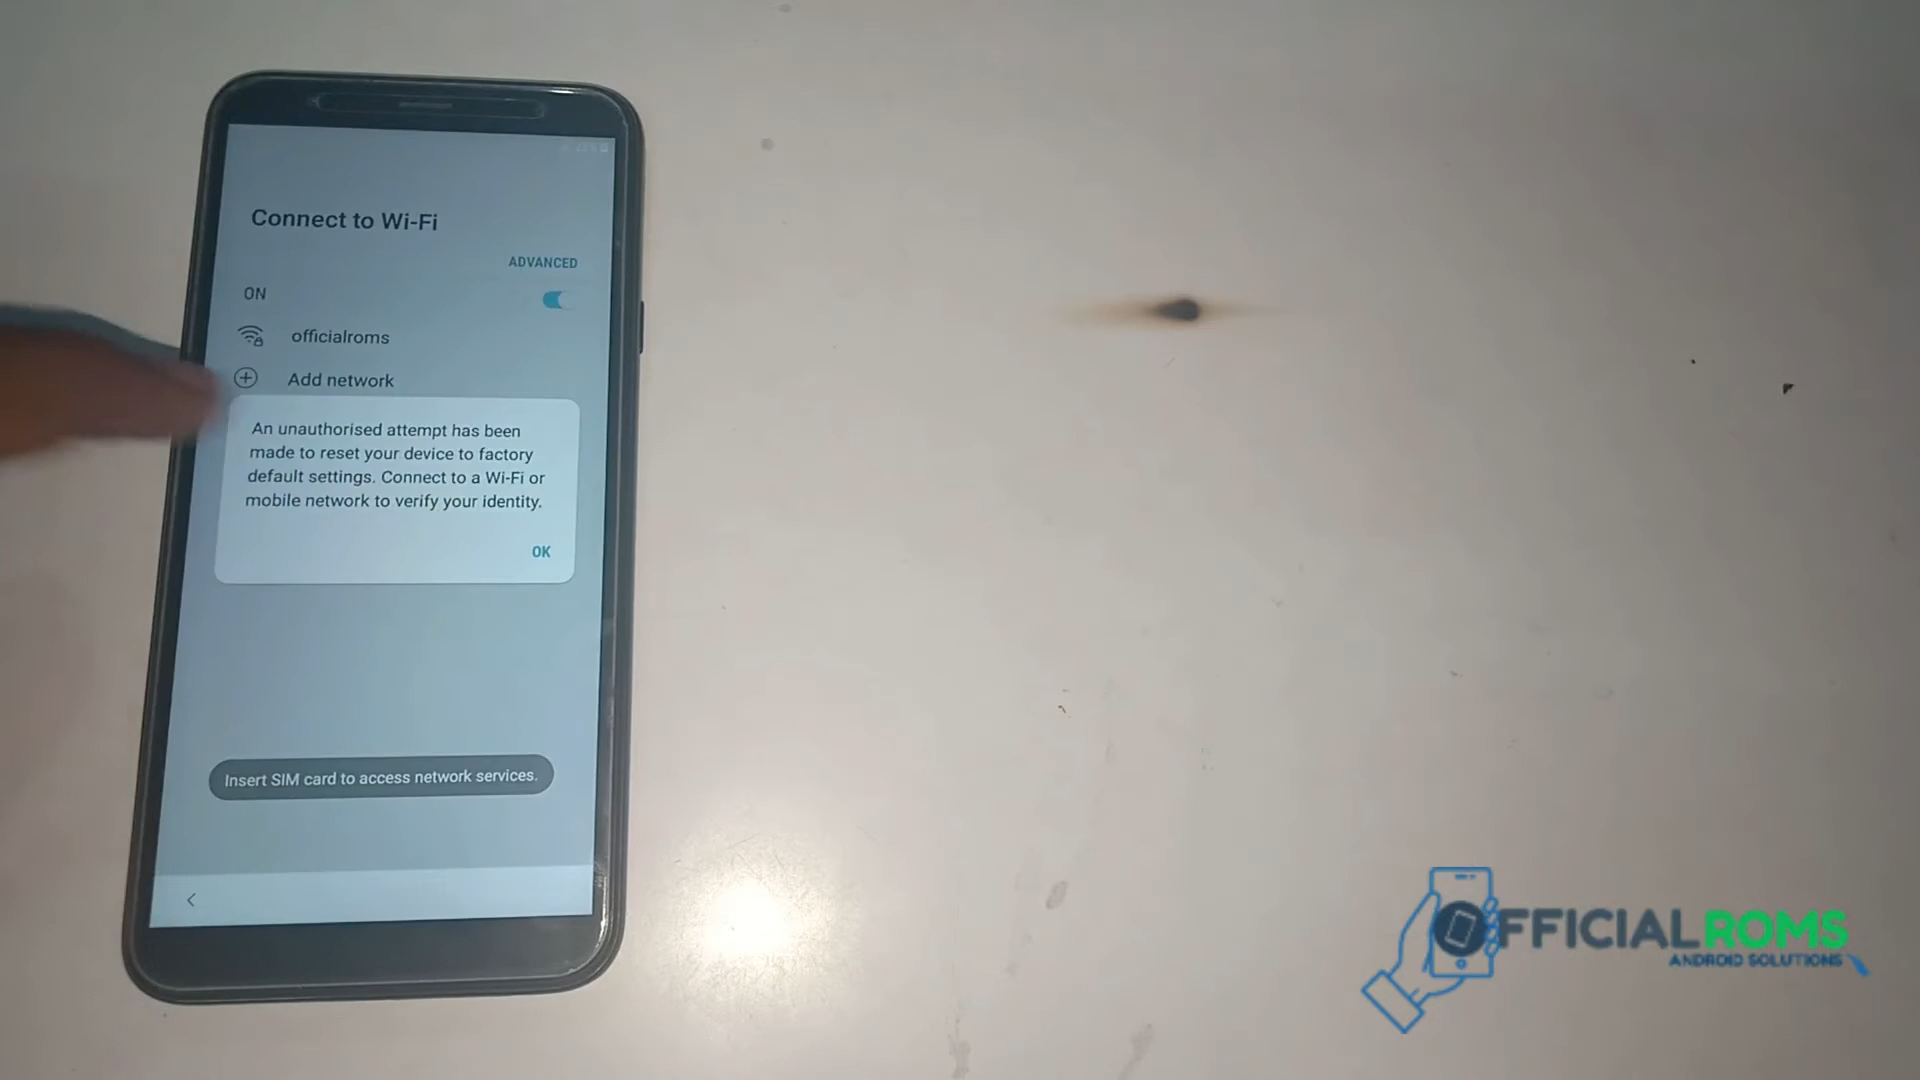 Connect to Wi-Fi
ADVANCED
ON
officialroms
Add network
An unauthorised attempt has been
made to reset your device to factory
default settings. Connect to a Wi-Fi or
mobile network to verify your identity.
OK
Insert SIM card to access network services.
OFFICIALROMS
ANDROID SOLUTIONS